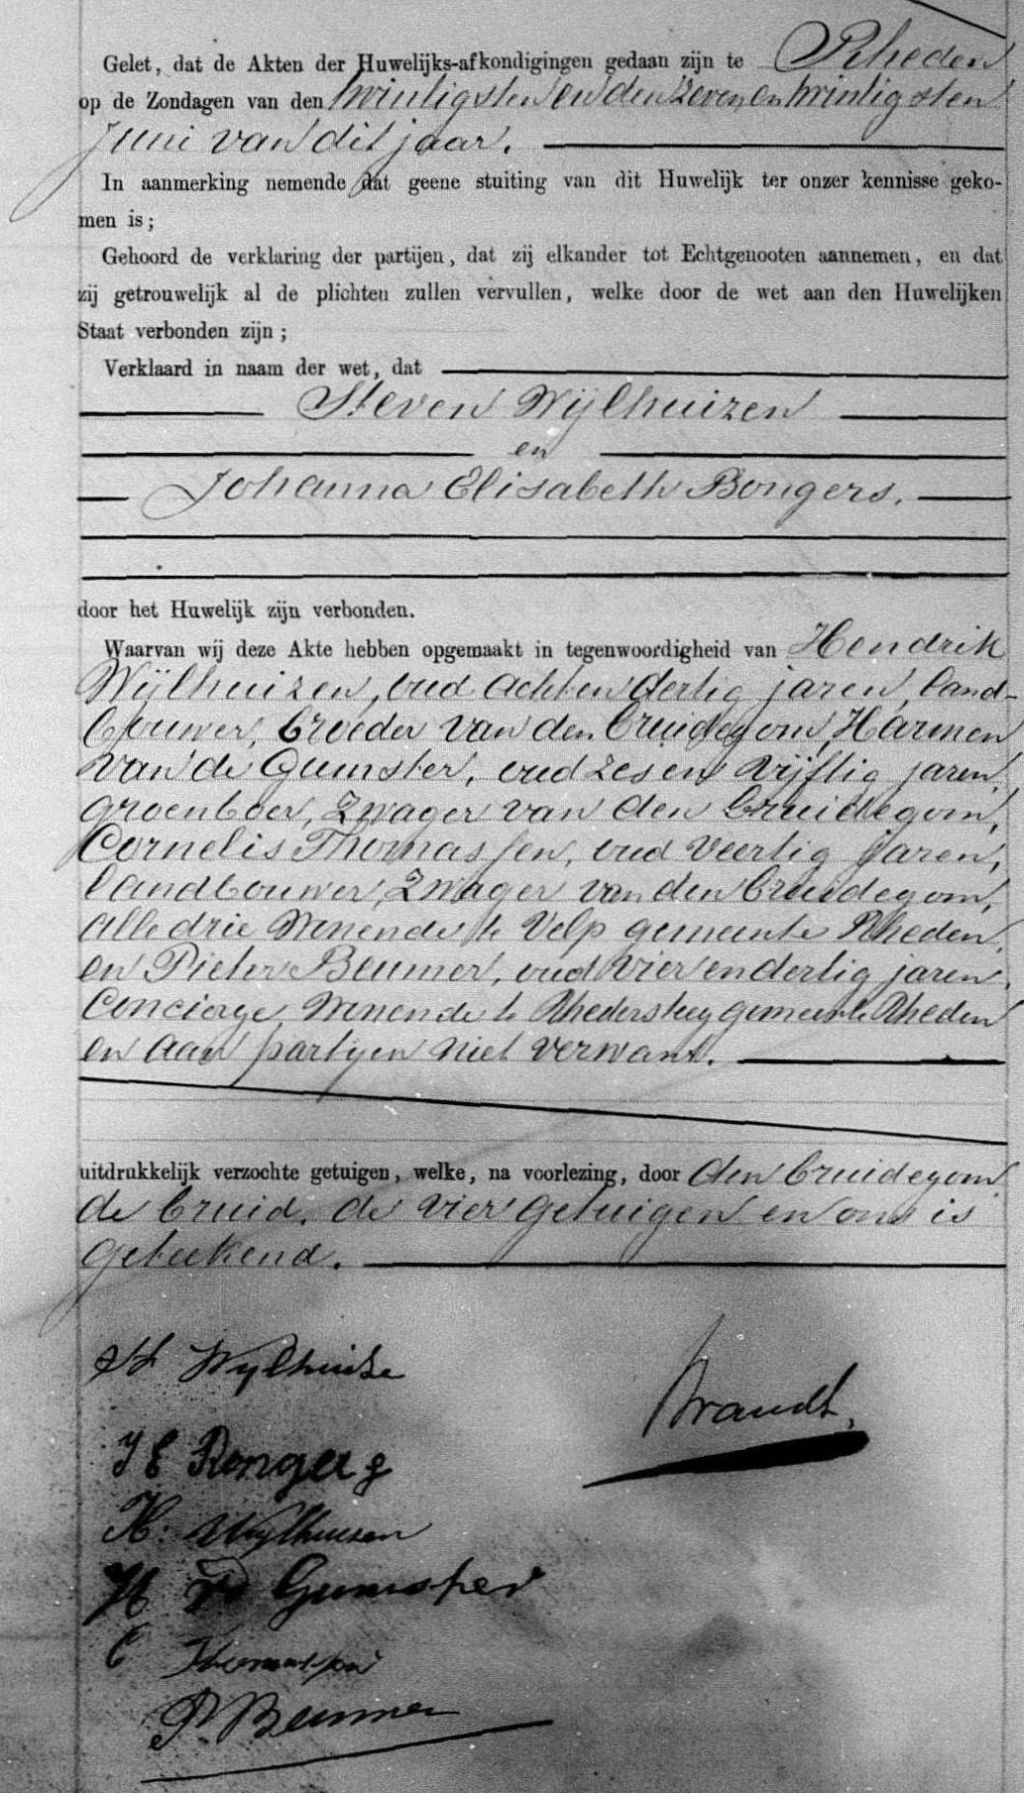 Gelet, dat de Akten der Huwelijks-afkondigingen gedaan zijn te Rheden
op de Zondagen van den twintigsten en den zeven en twintigsten
Juni van dit jaar.
In aanmerking nemende dat geene stuiting van dit Huwelijk ter onzer kennisse geko-
men is;
Gehoord de verklaring der partijen, dat zij elkander tot Echtgenooten aannemen, en dat
zij getrouwelijk al de plichten zullen vervullen, welke door de wet aan den Huwelijken
Staat verbonden zijn;
Verklaard in naam der wet, dat
Steven Wijlhuizen
en
Johanna Elisabeth Bongers.
door het Huwelijk zijn verbonden.
Waarvan wij deze Akte hebben opgemaakt in tegenwoordigheid van Hendrik
Wijlhuizen, oud acht en dertig jaren, land-
bouwer, broeder van den bruidegom, Harmen
van de Gumster, oud zes en vijftig jaren,
groenboer, zwager van den bruidegom,
Cornelis Thomassen, oud veertig jaren,
landbouwer, zwager van den bruidegom,
alle drie wonende te Velp gemeente Rheden,
en Pieter Beumer, oud vier en dertig jaren,
Concierge, wonende te Rhedersteeg gemeente Rheden
en aan partijen niet verwant.
uitdrukkelijk verzochte getuigen, welke, na voorlezing, door den bruidegom,
de bruid, de vier getuigen en ons is
geteekend.
St Wylhuize
Brandt,
J E Bongers
H. Wylhuizen
H v d Gumster
C Thomassen
P. Beumer